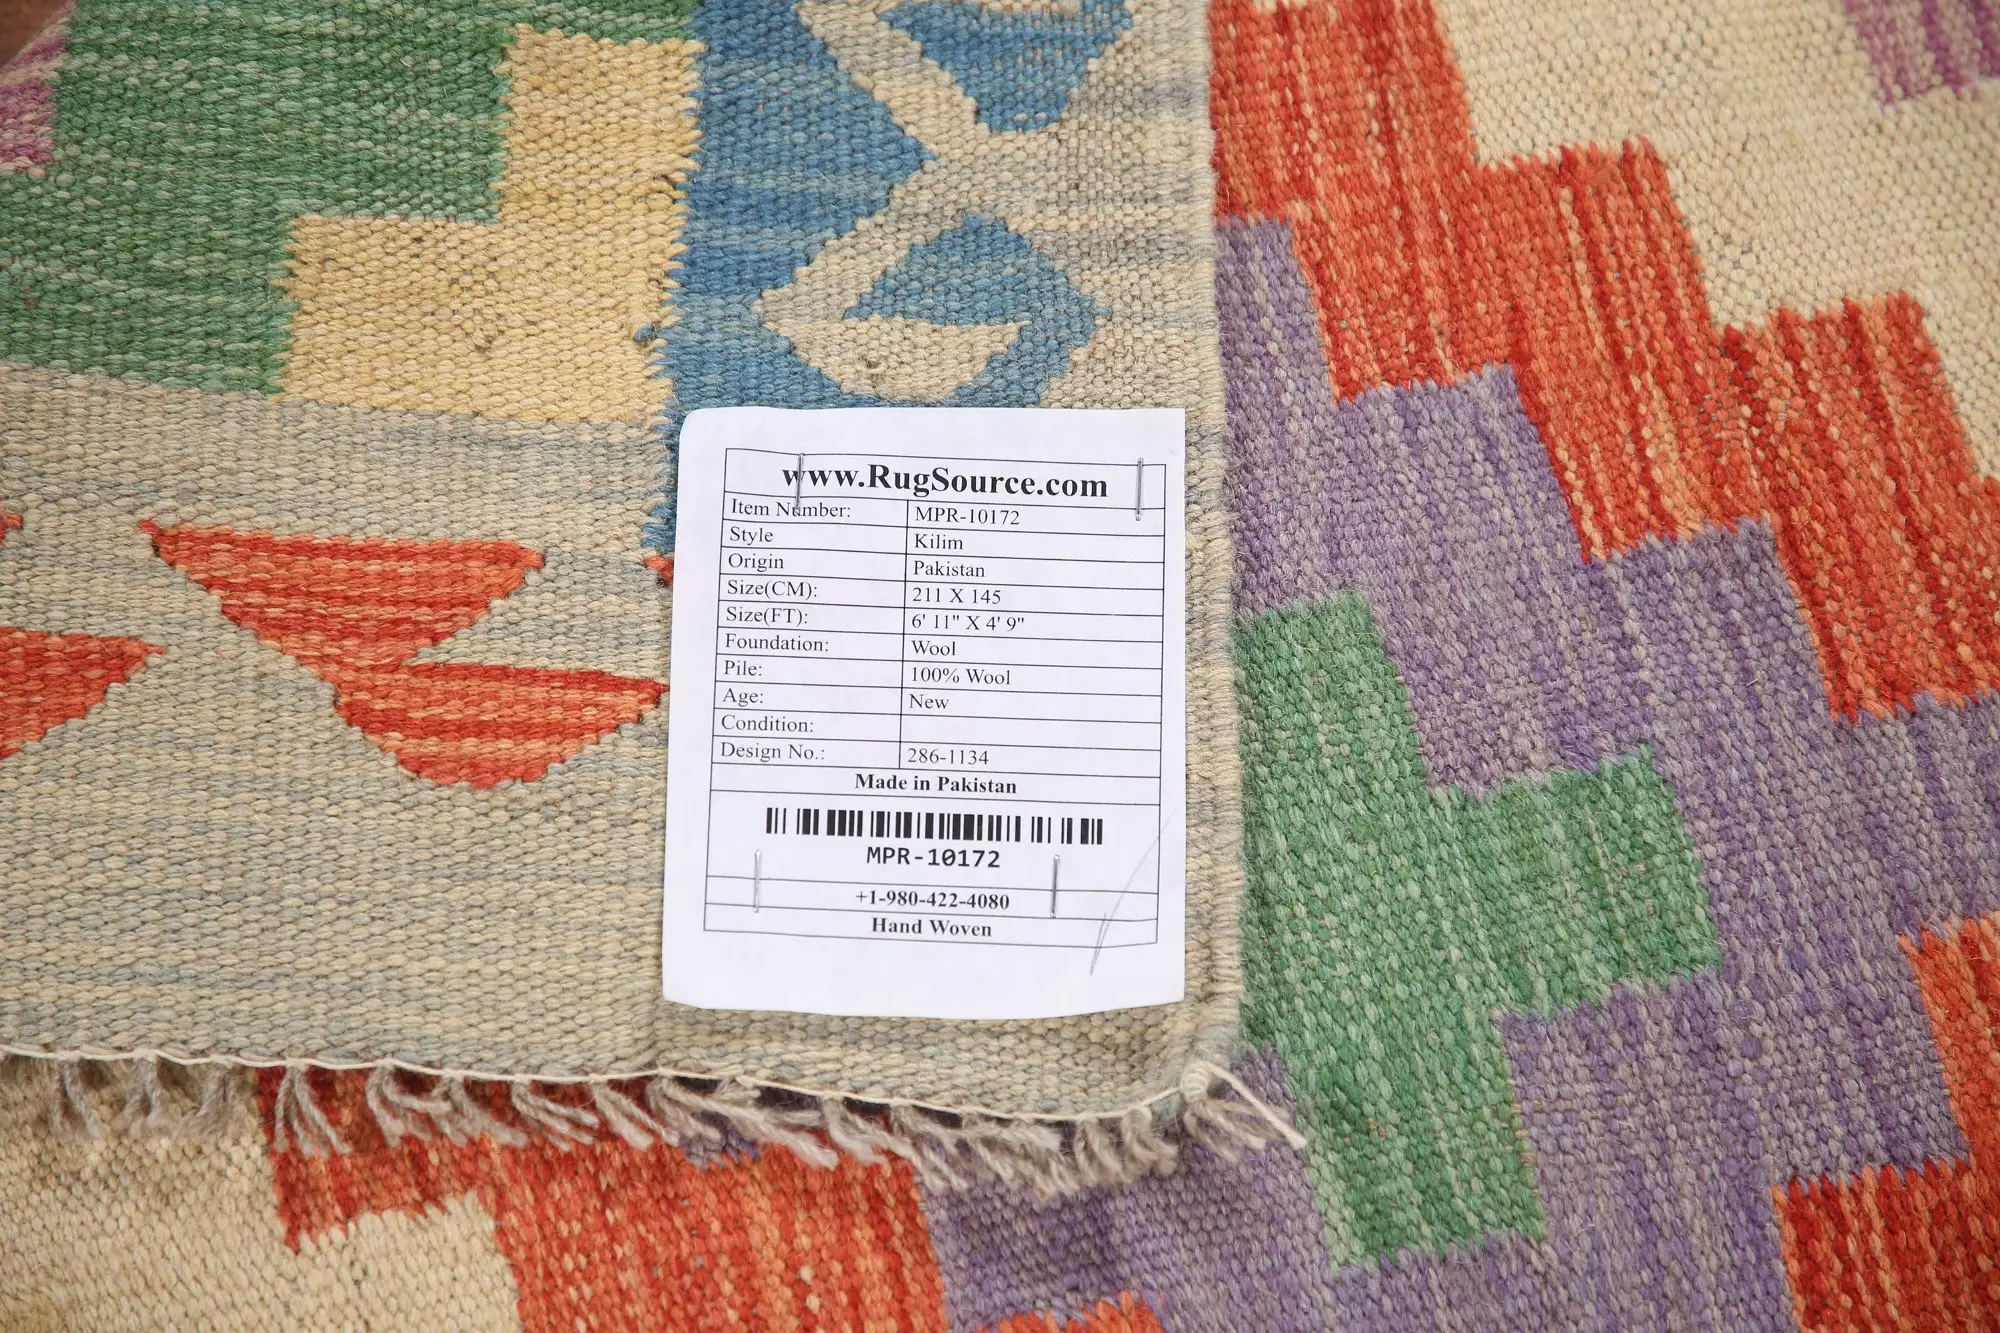 www.RugSource.com
Item Number: MPR-10172
Style Kilim
Origin Pakistan
Size(CM): 211 X 145
Size(FT): 6' 11" X 4' 9"
Foundation: Wool
Pile: 100% Wool
Age: New
Condition:
Design No.: 286-1134
Made in Pakistan
MPR-10172
+1-980-422-4080
Hand Woven